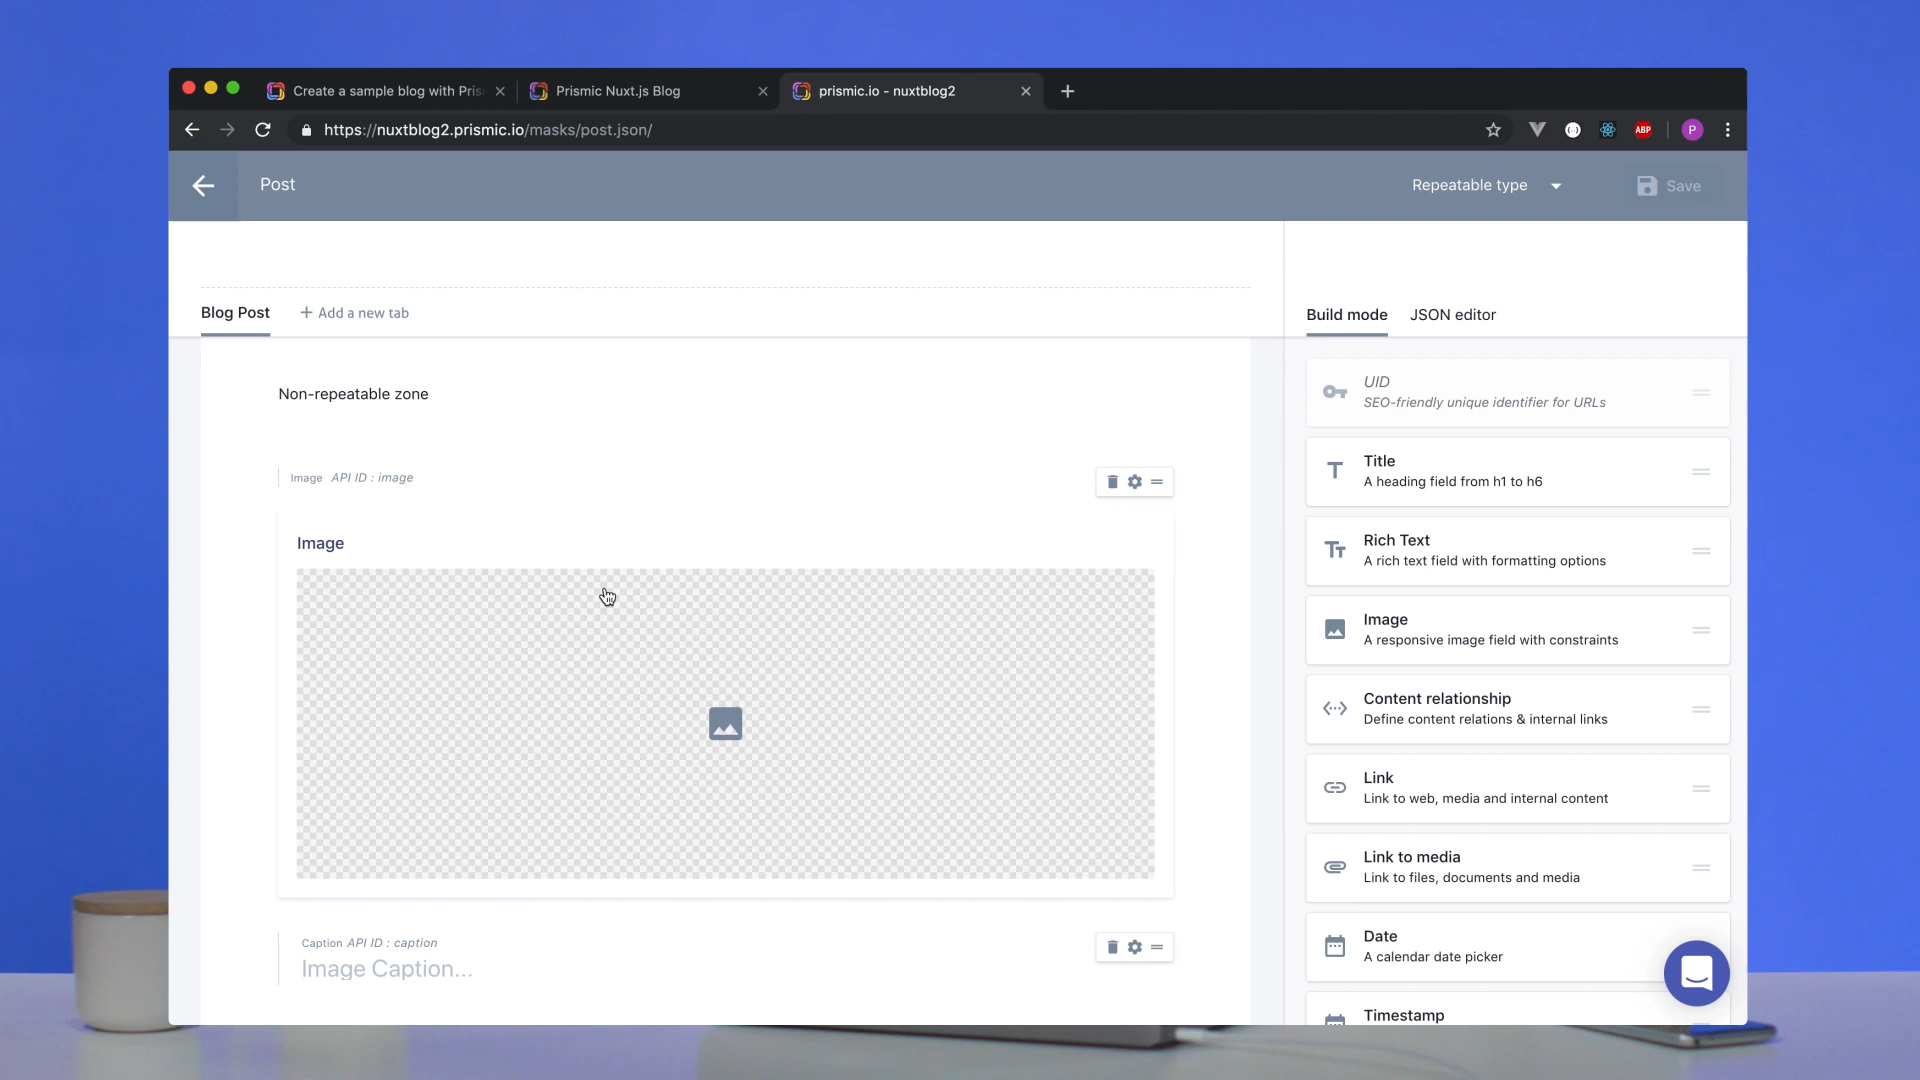 Create a sample blog with Pris
Prismic Nuxt.js Blog
prismic.io - nuxtblog2
https://nuxtblog2.prismic.io/masks/post.json/
ABP
P
Post
Repeatable type
Save
Blog Post
+ Add a new tab
Build mode
JSON editor
Non-repeatable zone
Image API ID : image
Image
Caption API ID : caption
Image Caption...
UID
SEO-friendly unique identifier for URLs
Title
A heading field from h1 to h6
Rich Text
A rich text field with formatting options
Image
A responsive image field with constraints
Content relationship
Define content relations & internal links
Link
Link to web, media and internal content
Link to media
Link to files, documents and media
Date
A calendar date picker
Timestamp